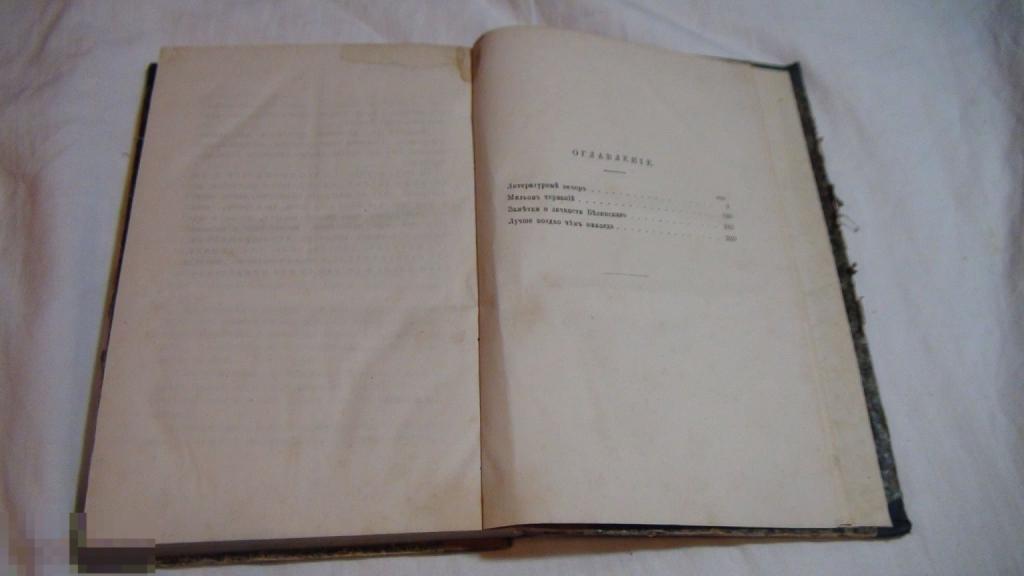 ОГЛАВЛЕНІЕ.
Литературный вечеръ
Мильонъ терзаній
Замѣтки о личности Бѣлинскаго
Лучше поздно чѣмъ никогда